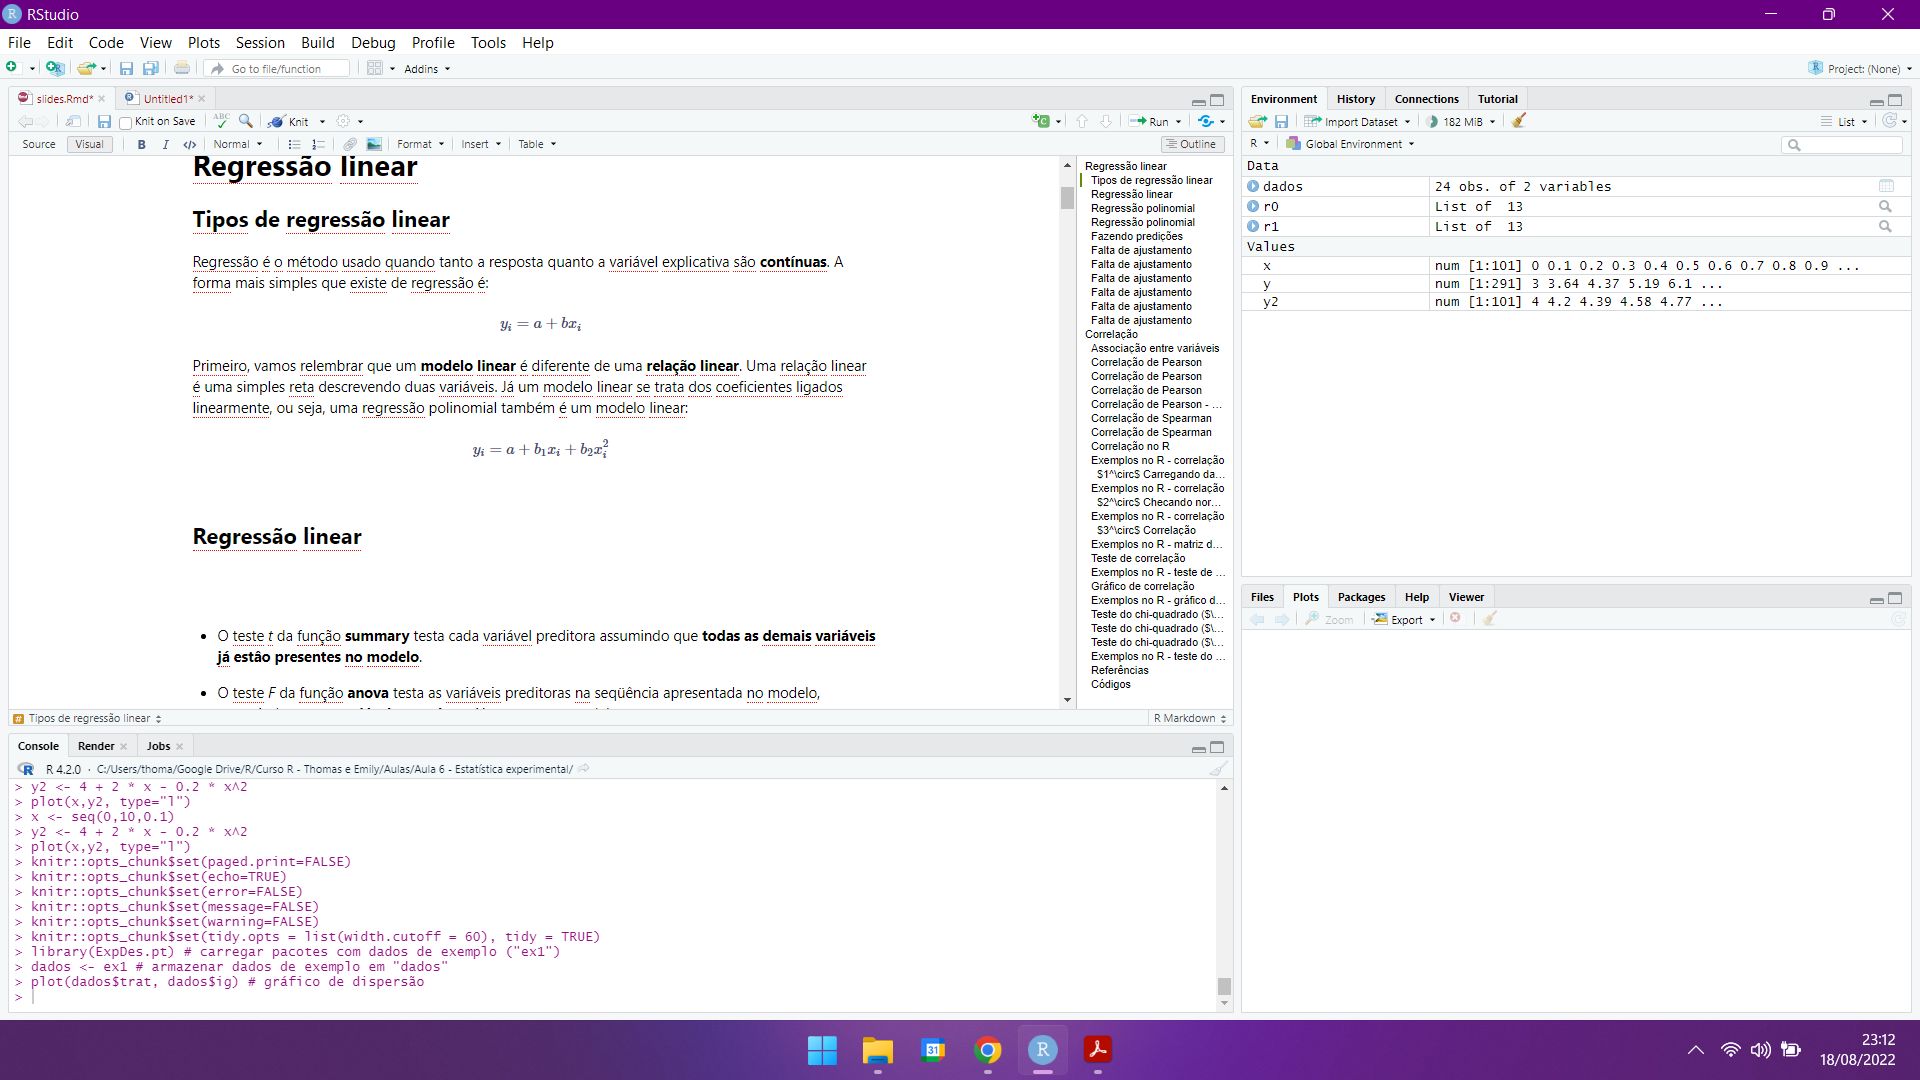 RStudio
File Edit Code View Plots Session Build Debug Profile Tools Help
Go to file/function Addins Project: (None)
slides.Rmd* Untitled1*
Knit on Save ABC Knit Run
Source Visual B I </> Normal Format Insert Table Outline
Regressão linear
Tipos de regressão linear
Regressão é o método usado quando tanto a resposta quanto a variável explicativa são contínuas. A
forma mais simples que existe de regressão é:
yᵢ = a + bxᵢ
Primeiro, vamos relembrar que um modelo linear é diferente de uma relação linear. Uma relação linear
é uma simples reta descrevendo duas variáveis. Já um modelo linear se trata dos coeficientes ligados
linearmente, ou seja, uma regressão polinomial também é um modelo linear:
yᵢ = a + b₁xᵢ + b₂xᵢ²
Regressão linear
• O teste t da função summary testa cada variável preditora assumindo que todas as demais variáveis
já estão presentes no modelo.
• O teste F da função anova testa as variáveis preditoras na seqüência apresentada no modelo,
Regressão linear
Tipos de regressão linear
Regressão linear
Regressão polinomial
Regressão polinomial
Fazendo predições
Falta de ajustamento
Falta de ajustamento
Falta de ajustamento
Falta de ajustamento
Falta de ajustamento
Falta de ajustamento
Correlação
Associação entre variáveis
Correlação de Pearson
Correlação de Pearson
Correlação de Pearson
Correlação de Pearson - ...
Correlação de Spearman
Correlação de Spearman
Correlação no R
Exemplos no R - correlação
$1^\circ$ Carregando da...
Exemplos no R - correlação
$2^\circ$ Checando nor...
Exemplos no R - correlação
$3^\circ$ Correlação
Exemplos no R - matriz d...
Teste de correlação
Exemplos no R - teste de ...
Gráfico de correlação
Exemplos no R - gráfico d...
Teste do chi-quadrado ($\...
Teste do chi-quadrado ($\...
Teste do chi-quadrado ($\...
Exemplos no R - teste do ...
Referências
Códigos
# Tipos de regressão linear R Markdown
Console Render Jobs
R 4.2.0 · C:/Users/thoma/Google Drive/R/Curso R - Thomas e Emily/Aulas/Aula 6 - Estatística experimental/
> y2 <- 4 + 2 * x - 0.2 * x^2
> plot(x,y2, type="l")
> x <- seq(0,10,0.1)
> y2 <- 4 + 2 * x - 0.2 * x^2
> plot(x,y2, type="l")
> knitr::opts_chunk$set(paged.print=FALSE)
> knitr::opts_chunk$set(echo=TRUE)
> knitr::opts_chunk$set(error=FALSE)
> knitr::opts_chunk$set(message=FALSE)
> knitr::opts_chunk$set(warning=FALSE)
> knitr::opts_chunk$set(tidy.opts = list(width.cutoff = 60), tidy = TRUE)
> library(ExpDes.pt) # carregar pacotes com dados de exemplo ("ex1")
> dados <- ex1 # armazenar dados de exemplo em "dados"
> plot(dados$trat, dados$ig) # gráfico de dispersão
>
Environment History Connections Tutorial
Import Dataset 182 MiB List
R Global Environment
Data
dados 24 obs. of 2 variables
r0 List of 13
r1 List of 13
Values
x num [1:101] 0 0.1 0.2 0.3 0.4 0.5 0.6 0.7 0.8 0.9 ...
y num [1:291] 3 3.64 4.37 5.19 6.1 ...
y2 num [1:101] 4 4.2 4.39 4.58 4.77 ...
Files Plots Packages Help Viewer
Zoom Export
31
R
23:12
18/08/2022